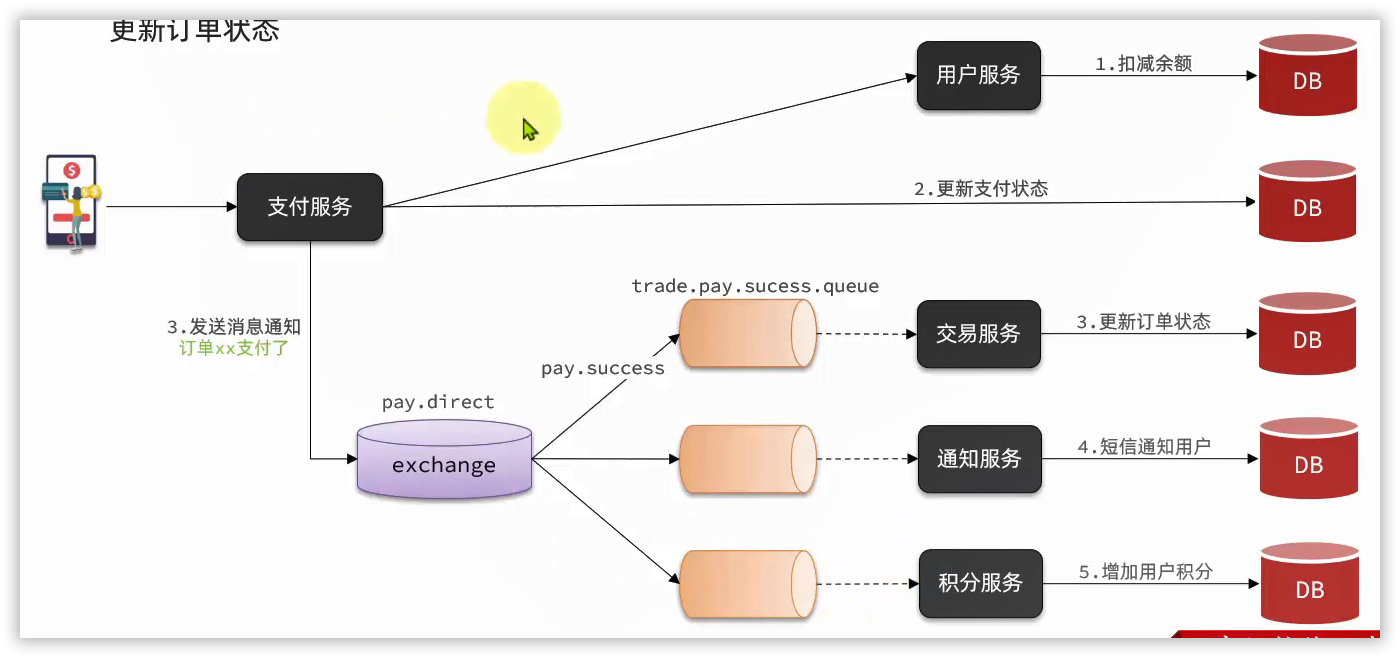 更新订单状态
用户服务
1.扣减余额
DB
支付服务
2.更新支付状态
DB
3.发送消息通知
订单xx支付了
trade.pay.sucess.queue
pay.success
交易服务
3.更新订单状态
DB
pay.direct
exchange
通知服务
4.短信通知用户
DB
积分服务
5.增加用户积分
DB